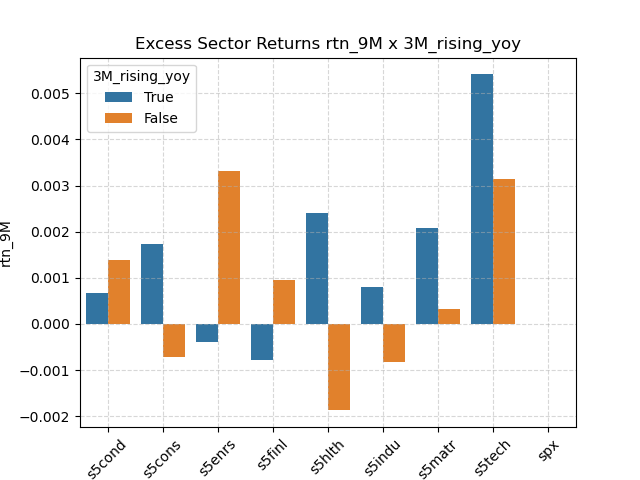 Excess Sector Returns rtn_9M x 3M_rising_yoy
3M_rising_yoy
True
False
0.005
0.004
0.003
0.002
0.001
0.000
−0.001
−0.002
rtn_9M
s5cond
s5cons
s5enrs
s5finl
s5hlth
s5indu
s5matr
s5tech
spx